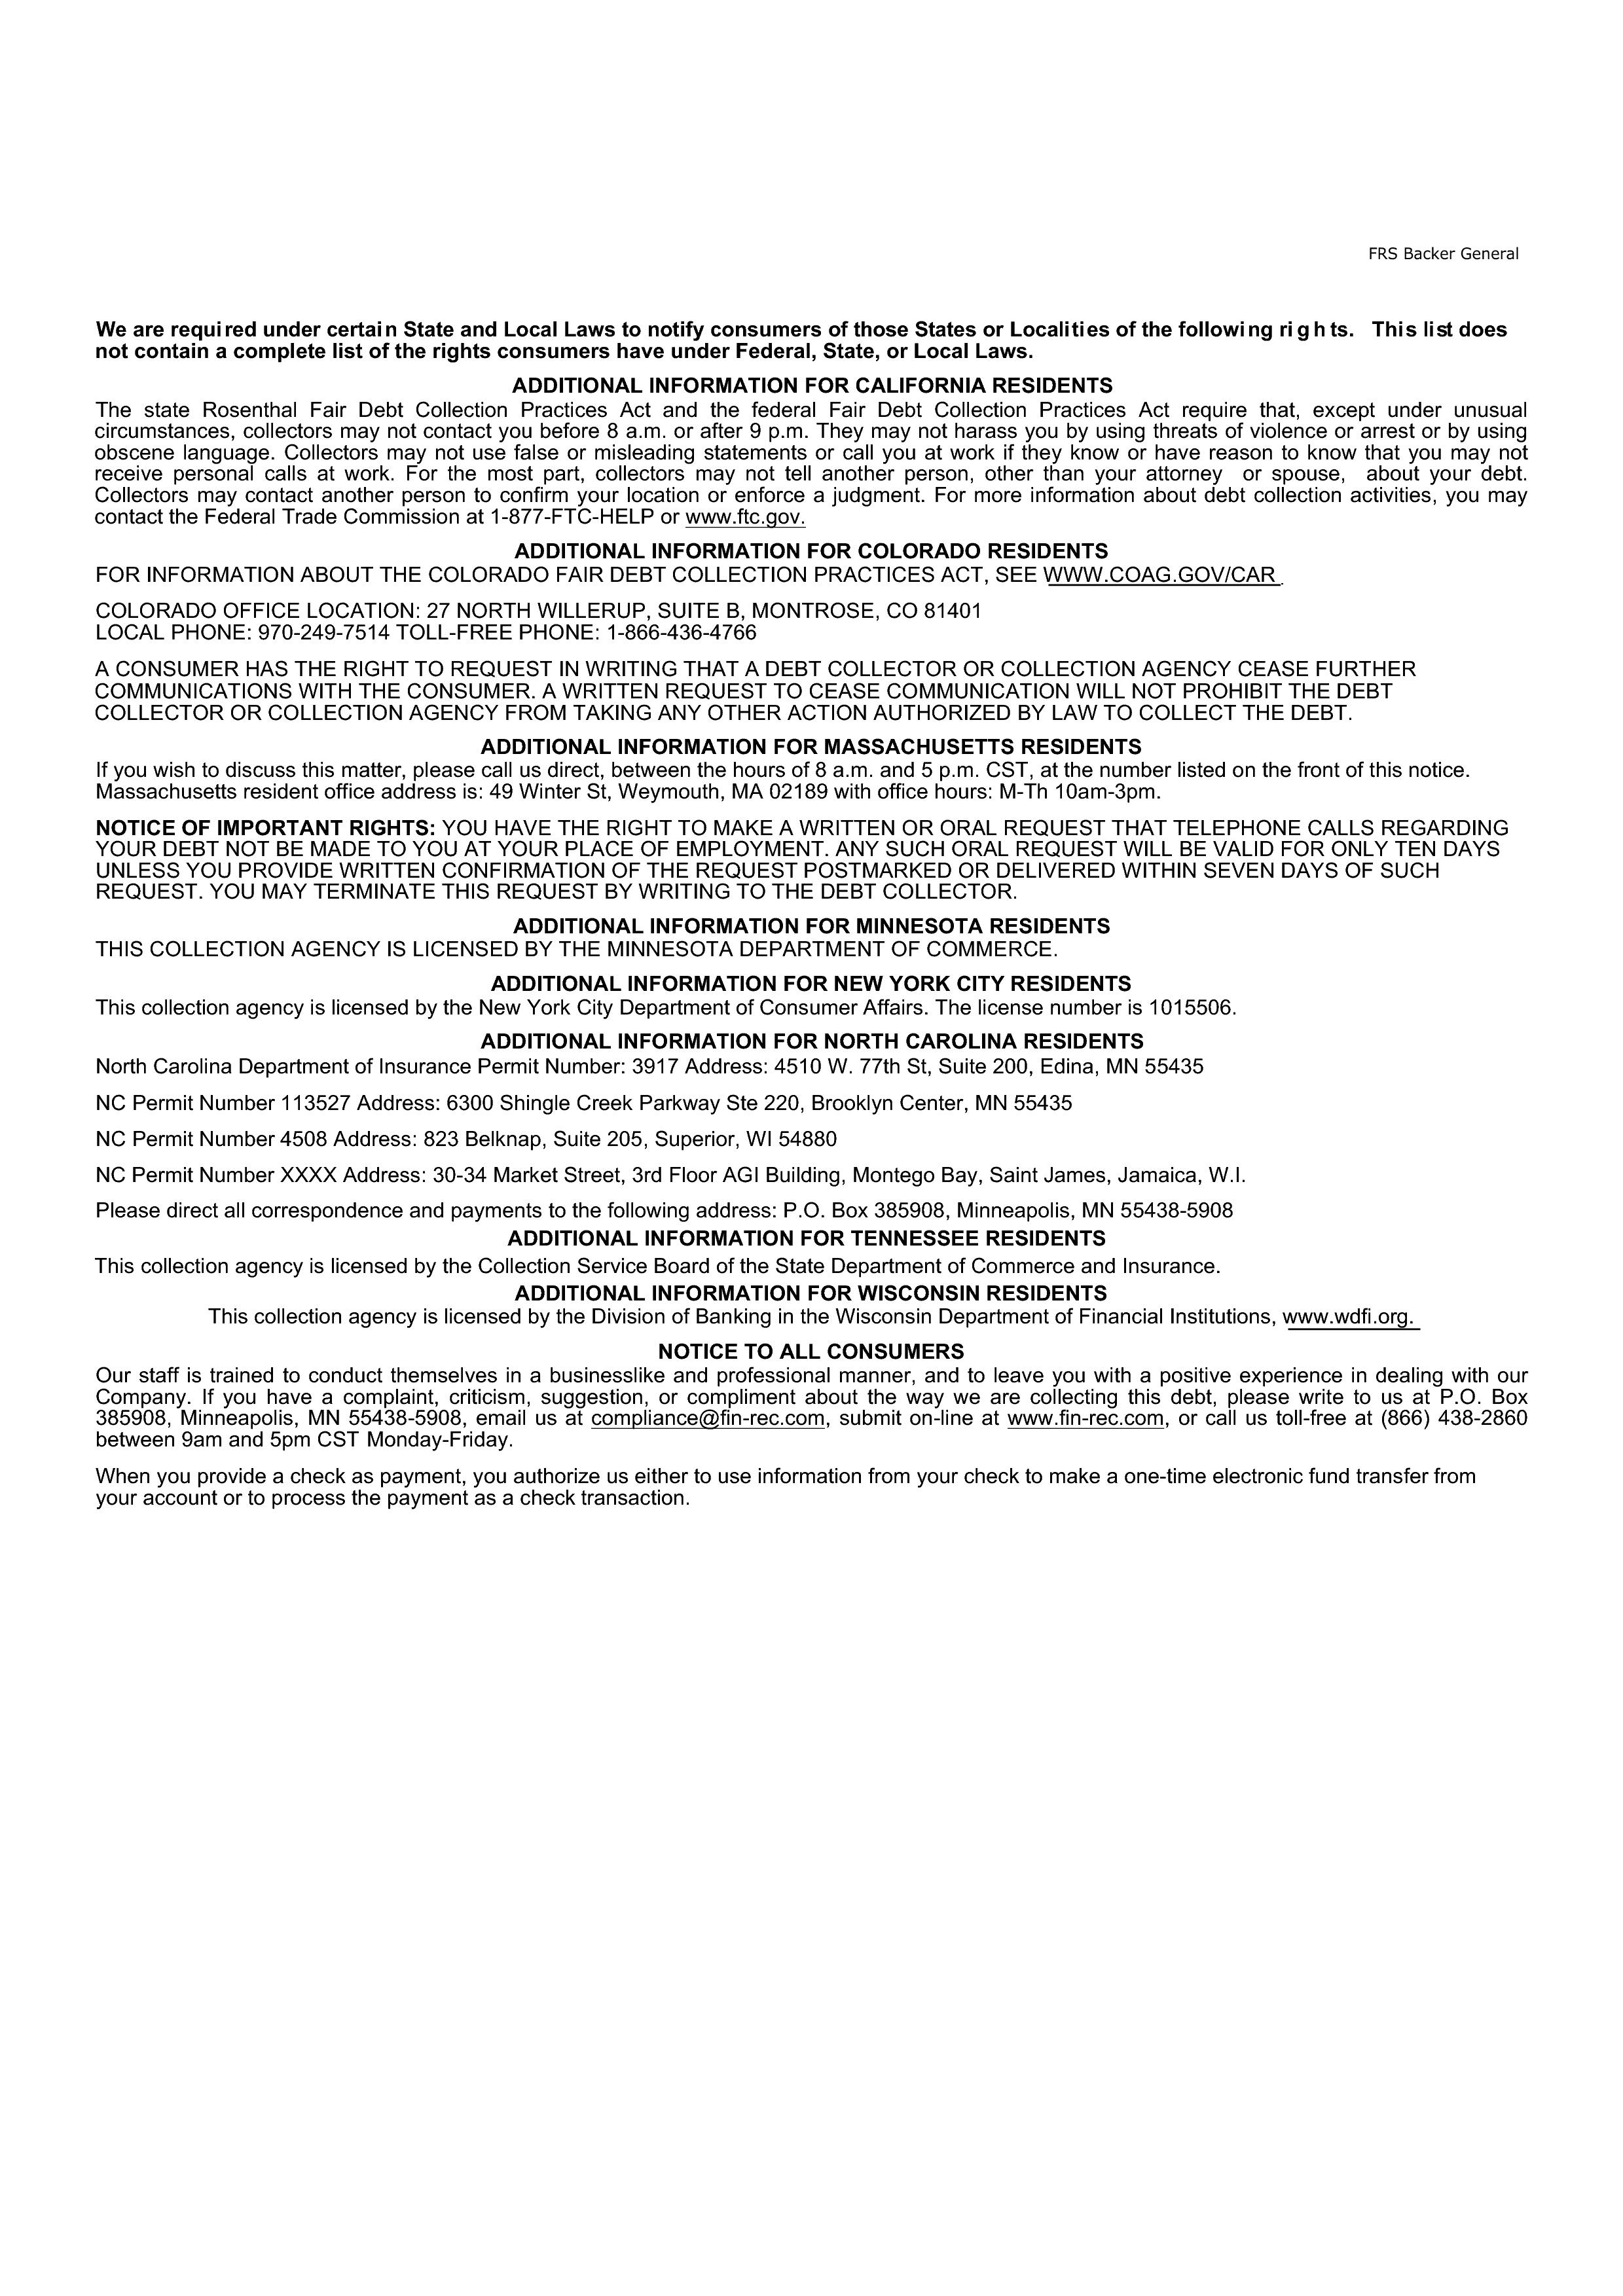 FRS Backer General
We are required under certain State and Local Laws to notify consumers of those States or Localities of the following rights. This list does
not contain a complete list of the rights consumers have under Federal, State, or Local Laws.
ADDITIONAL INFORMATION FOR CALIFORNIA RESIDENTS
The state Rosenthal Fair Debt Collection Practices Act and the federal Fair Debt Collection Practices Act require that, except under unusual
circumstances, collectors may not contact you before 8 a.m. or after 9 p.m. They may not harass you by using threats of violence or arrest or by using
obscene language. Collectors may not use false or misleading statements or call you at work if they know or have reason to know that you may not
receive personal calls at work. For the most part, collectors may not tell another person, other than your attorney or spouse, about your debt.
Collectors may contact another person to confirm your location or enforce a judgment. For more information about debt collection activities, you may
contact the Federal Trade Commission at 1-877-FTC-HELP or www.ftc.gov.
ADDITIONAL INFORMATION FOR COLORADO RESIDENTS
FOR INFORMATION ABOUT THE COLORADO FAIR DEBT COLLECTION PRACTICES ACT, SEE WWW.COAG.GOV/CAR.
COLORADO OFFICE LOCATION: 27 NORTH WILLERUP, SUITE B, MONTROSE, CO 81401
LOCAL PHONE: 970-249-7514 TOLL-FREE PHONE: 1-866-436-4766
A CONSUMER HAS THE RIGHT TO REQUEST IN WRITING THAT A DEBT COLLECTOR OR COLLECTION AGENCY CEASE FURTHER
COMMUNICATIONS WITH THE CONSUMER. A WRITTEN REQUEST TO CEASE COMMUNICATION WILL NOT PROHIBIT THE DEBT
COLLECTOR OR COLLECTION AGENCY FROM TAKING ANY OTHER ACTION AUTHORIZED BY LAW TO COLLECT THE DEBT.
ADDITIONAL INFORMATION FOR MASSACHUSETTS RESIDENTS
If you wish to discuss this matter, please call us direct, between the hours of 8 a.m. and 5 p.m. CST, at the number listed on the front of this notice.
Massachusetts resident office address is: 49 Winter St, Weymouth, MA 02189 with office hours: M-Th 10am-3pm.
NOTICE OF IMPORTANT RIGHTS: YOU HAVE THE RIGHT TO MAKE A WRITTEN OR ORAL REQUEST THAT TELEPHONE CALLS REGARDING
YOUR DEBT NOT BE MADE TO YOU AT YOUR PLACE OF EMPLOYMENT. ANY SUCH ORAL REQUEST WILL BE VALID FOR ONLY TEN DAYS
UNLESS YOU PROVIDE WRITTEN CONFIRMATION OF THE REQUEST POSTMARKED OR DELIVERED WITHIN SEVEN DAYS OF SUCH
REQUEST. YOU MAY TERMINATE THIS REQUEST BY WRITING TO THE DEBT COLLECTOR.
ADDITIONAL INFORMATION FOR MINNESOTA RESIDENTS
THIS COLLECTION AGENCY IS LICENSED BY THE MINNESOTA DEPARTMENT OF COMMERCE.
ADDITIONAL INFORMATION FOR NEW YORK CITY RESIDENTS
This collection agency is licensed by the New York City Department of Consumer Affairs. The license number is 1015506.
ADDITIONAL INFORMATION FOR NORTH CAROLINA RESIDENTS
North Carolina Department of Insurance Permit Number: 3917 Address: 4510 W. 77th St, Suite 200, Edina, MN 55435
NC Permit Number 113527 Address: 6300 Shingle Creek Parkway Ste 220, Brooklyn Center, MN 55435
NC Permit Number 4508 Address: 823 Belknap, Suite 205, Superior, WI 54880
NC Permit Number XXXX Address: 30-34 Market Street, 3rd Floor AGI Building, Montego Bay, Saint James, Jamaica, W.I.
Please direct all correspondence and payments to the following address: P.O. Box 385908, Minneapolis, MN 55438-5908
ADDITIONAL INFORMATION FOR TENNESSEE RESIDENTS
This collection agency is licensed by the Collection Service Board of the State Department of Commerce and Insurance.
ADDITIONAL INFORMATION FOR WISCONSIN RESIDENTS
This collection agency is licensed by the Division of Banking in the Wisconsin Department of Financial Institutions, www.wdfi.org.
NOTICE TO ALL CONSUMERS
Our staff is trained to conduct themselves in a businesslike and professional manner, and to leave you with a positive experience in dealing with our
Company. If you have a complaint, criticism, suggestion, or compliment about the way we are collecting this debt, please write to us at P.O. Box
385908, Minneapolis, MN 55438-5908, email us at compliance@fin-rec.com, submit on-line at www.fin-rec.com, or call us toll-free at (866) 438-2860
between 9am and 5pm CST Monday-Friday.
When you provide a check as payment, you authorize us either to use information from your check to make a one-time electronic fund transfer from
your account or to process the payment as a check transaction.